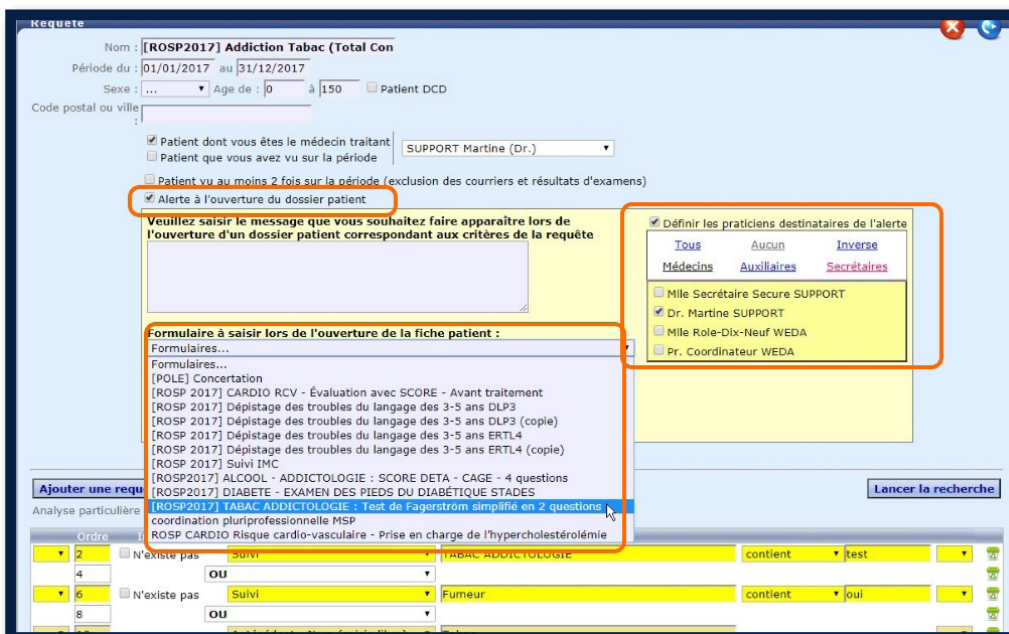 Requête
Nom : [ROSP2017] Addiction Tabac (Total Con
Période du : 01/01/2017 au 31/12/2017
Sexe : ... Age de : 0 à 150 Patient DCD
Code postal ou ville :
Patient dont vous êtes le médecin traitant
Patient que vous avez vu sur la période
SUPPORT Martine (Dr.)
Patient vu au moins 2 fois sur la période (exclusion des courriers et résultats d'examens)
Alerte à l'ouverture du dossier patient
Veuillez saisir le message que vous souhaitez faire apparaître lors de
l'ouverture d'un dossier patient correspondant aux critères de la requête
Définir les praticiens destinataires de l'alerte
Tous Aucun Inverse
Médecins Auxiliaires Secrétaires
Mlle Secrétaire Secure SUPPORT
Dr. Martine SUPPORT
Mlle Role-Dix-Neuf WEDA
Pr. Coordinateur WEDA
Formulaire à saisir lors de l'ouverture de la fiche patient :
Formulaires...
Formulaires...
[POLE] Concertation
[ROSP 2017] CARDIO RCV - Évaluation avec SCORE - Avant traitement
[ROSP 2017] Dépistage des troubles du langage des 3-5 ans DLP3
[ROSP 2017] Dépistage des troubles du langage des 3-5 ans DLP3 (copie)
[ROSP 2017] Dépistage des troubles du langage des 3-5 ans ERTL4
[ROSP 2017] Dépistage des troubles du langage des 3-5 ans ERTL4 (copie)
[ROSP 2017] Suivi IMC
[ROSP2017] ALCOOL - ADDICTOLOGIE : SCORE DETA - CAGE - 4 questions
[ROSP2017] DIABETE - EXAMEN DES PIEDS DU DIABÉTIQUE STADES
[ROSP2017] TABAC ADDICTOLOGIE : Test de Fagerström simplifié en 2 questions
coordination pluriprofessionnelle MSP
ROSP CARDIO Risque cardio-vasculaire - Prise en charge de l'hypercholestérolémie
Ajouter une requ
Lancer la recherche
Analyse particulière
Ordre
2 N'existe pas Suivi TABAC ADDICTOLOGIE contient test
4 OU
6 N'existe pas Suivi Fumeur contient oui
8 OU